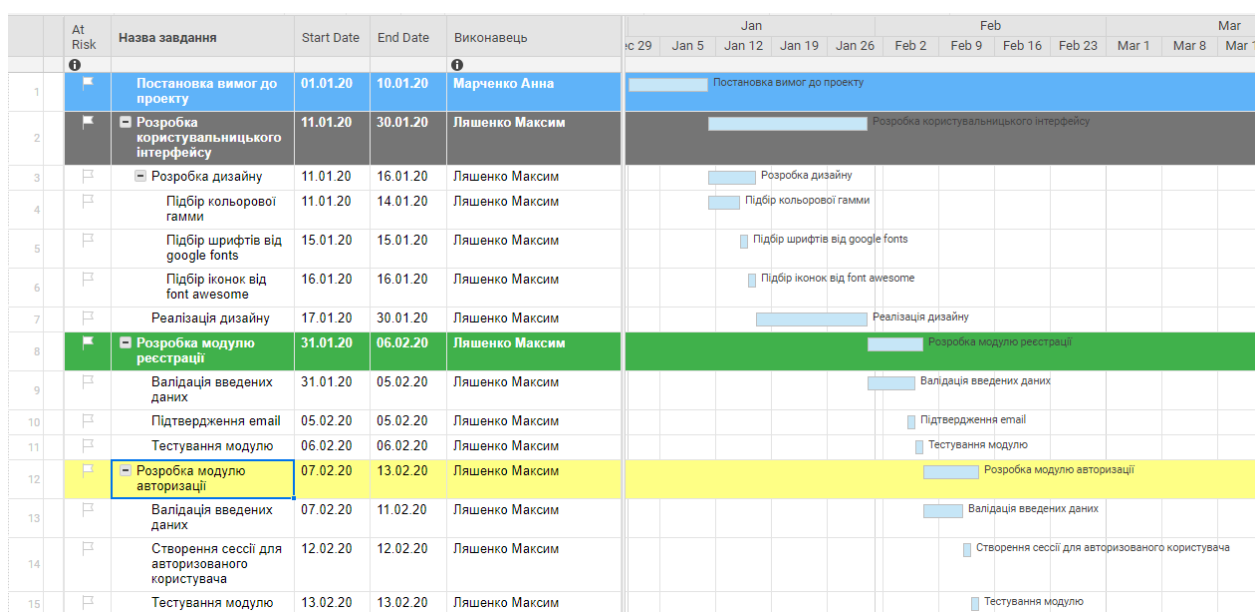 Jan Feb Mar
At Risk Назва завдання Start Date End Date Виконавець Jan 5 Jan 12 Jan 19 Jan 26 Feb 2 Feb 9 Feb 16 Feb 23 Mar 1 Mar 8
1 Постановка вимог до 01.01.20 10.01.20 Марченко Анна Постановка вимог до проекту
проекту
2 Розробка 11.01.20 30.01.20 Ляшенко Максим Розробка користувальницького інтерфейсу
користувальницького
інтерфейсу
3 Розробка дизайну 11.01.20 16.01.20 Ляшенко Максим Розробка дизайну
4 Підбір кольорової 11.01.20 14.01.20 Ляшенко Максим Підбір кольорової гамми
гамми
5 Підбір шрифтів від 15.01.20 15.01.20 Ляшенко Максим Підбір шрифтів від google fonts
google fonts
6 Підбір іконок від 16.01.20 16.01.20 Ляшенко Максим Підбір іконок від font awesome
font awesome
7 Реалізація дизайну 17.01.20 30.01.20 Ляшенко Максим Реалізація дизайну
8 Розробка модулю 31.01.20 06.02.20 Ляшенко Максим Розробка модулю реєстрації
реєстрації
9 Валідація введених 31.01.20 05.02.20 Ляшенко Максим Валідація введених даних
даних
10 Підтвердження email 05.02.20 05.02.20 Ляшенко Максим Підтвердження email
11 Тестування модулю 06.02.20 06.02.20 Ляшенко Максим Тестування модулю
12 Розробка модулю 07.02.20 13.02.20 Ляшенко Максим Розробка модулю авторизації
авторизації
13 Валідація введених 07.02.20 11.02.20 Ляшенко Максим Валідація введених даних
даних
14 Створення сессії для 12.02.20 12.02.20 Ляшенко Максим Створення сессії для авторизованого користувача
авторизованого
користувача
15 Тестування модулю 13.02.20 13.02.20 Ляшенко Максим Тестування модулю